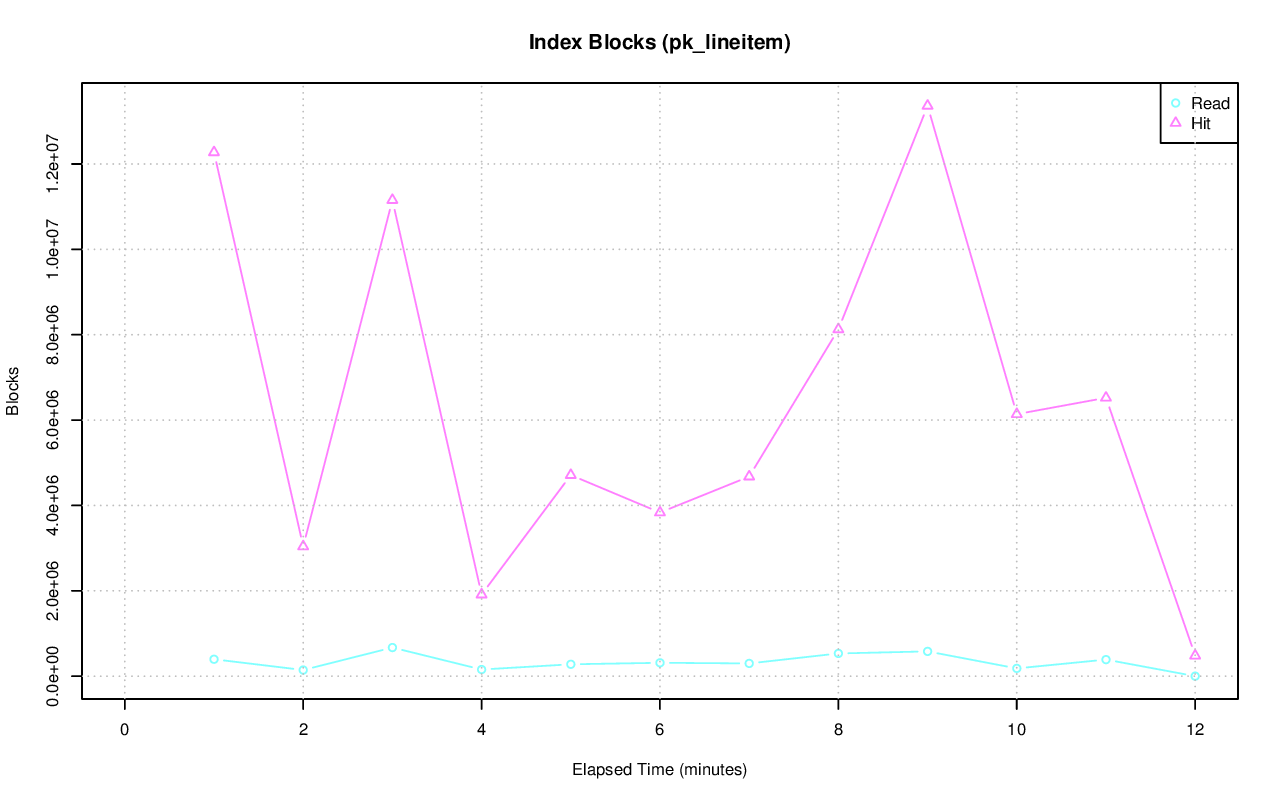 Index Blocks (pk_lineitem)
Read
Hit
1.2e+07
1.0e+07
8.0e+06
6.0e+06
4.0e+06
2.0e+06
0.0e+00
Blocks
0 2 4 6 8 10 12
Elapsed Time (minutes)